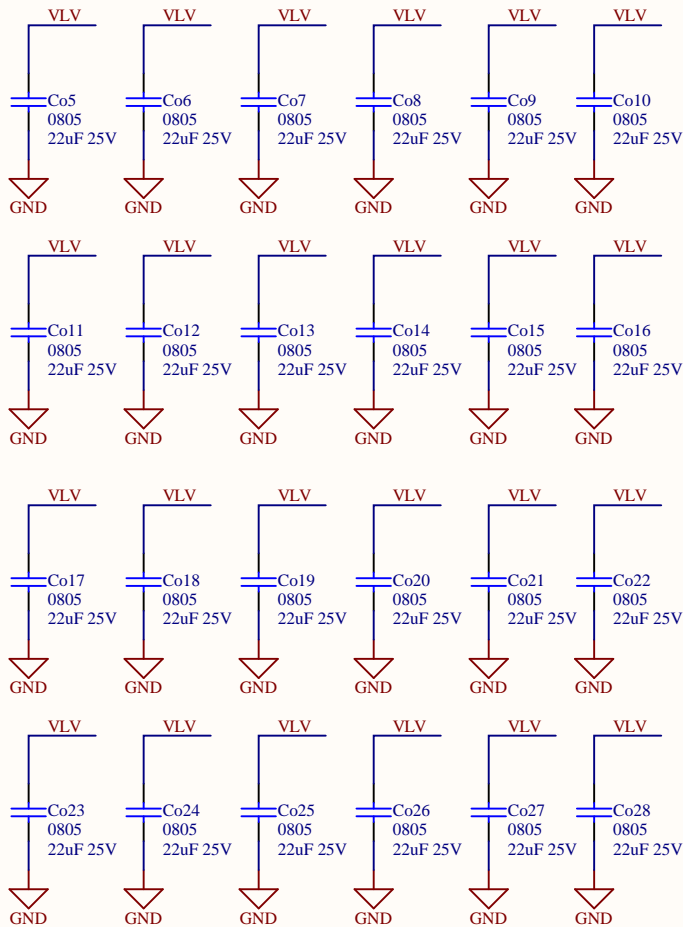 VLV VLV VLV VLV VLV VLV
Co5 Co6 Co7 Co8 Co9 Co10
0805 0805 0805 0805 0805 0805
22uF 25V 22uF 25V 22uF 25V 22uF 25V 22uF 25V 22uF 25V
GND GND GND GND GND GND
VLV VLV VLV VLV VLV VLV
Co11 Co12 Co13 Co14 Co15 Co16
0805 0805 0805 0805 0805 0805
22uF 25V 22uF 25V 22uF 25V 22uF 25V 22uF 25V 22uF 25V
GND GND GND GND GND GND
VLV VLV VLV VLV VLV VLV
Co17 Co18 Co19 Co20 Co21 Co22
0805 0805 0805 0805 0805 0805
22uF 25V 22uF 25V 22uF 25V 22uF 25V 22uF 25V 22uF 25V
GND GND GND GND GND GND
VLV VLV VLV VLV VLV VLV
Co23 Co24 Co25 Co26 Co27 Co28
0805 0805 0805 0805 0805 0805
22uF 25V 22uF 25V 22uF 25V 22uF 25V 22uF 25V 22uF 25V
GND GND GND GND GND GND